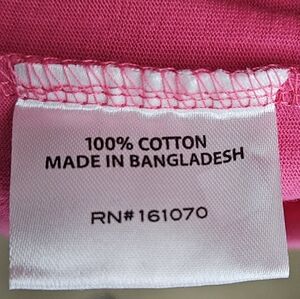 100% COTTON
MADE IN BANGLADESH
RN# 161070